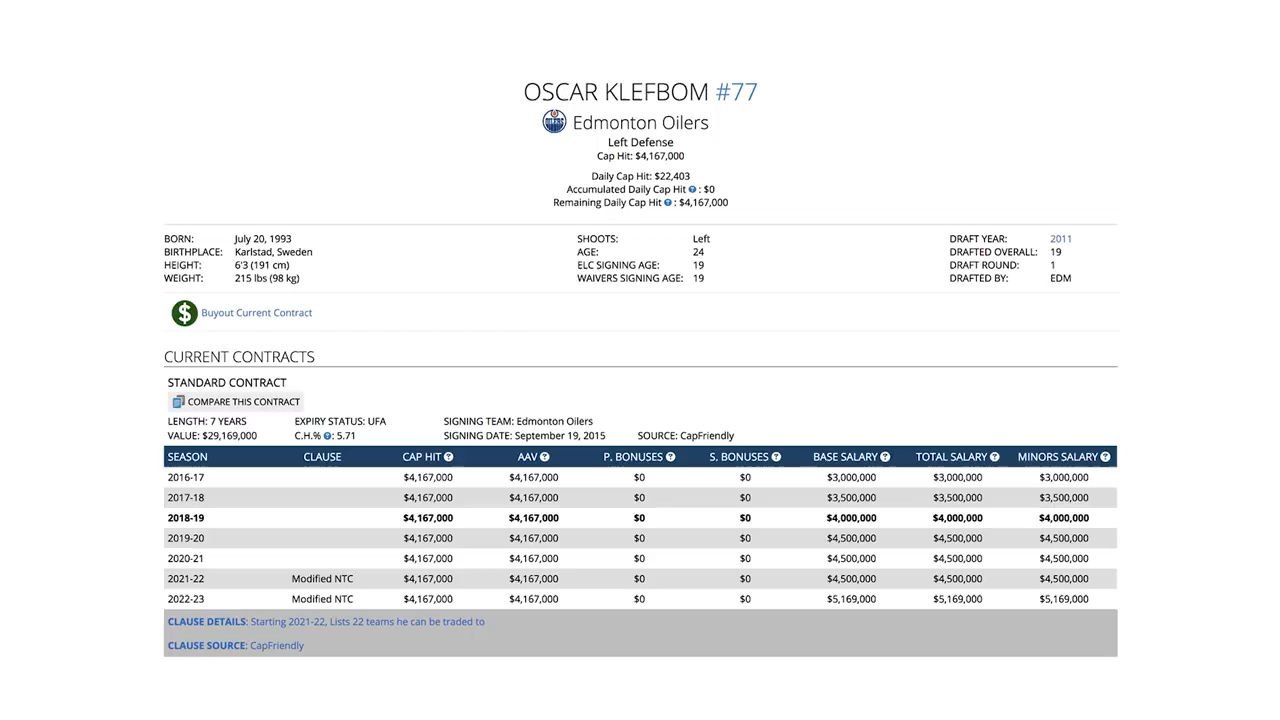 OSCAR KLEFBOM #77
Edmonton Oilers
Left Defense
Cap Hit: $4,167,000
Daily Cap Hit: $22,403
Accumulated Daily Cap Hit ? : $0
Remaining Daily Cap Hit ? : $4,167,000
BORN: July 20, 1993 SHOOTS: Left DRAFT YEAR: 2011
BIRTHPLACE: Karlstad, Sweden AGE: 24 DRAFTED OVERALL: 19
HEIGHT: 6'3 (191 cm) ELC SIGNING AGE: 19 DRAFT ROUND: 1
WEIGHT: 215 lbs (98 kg) WAIVERS SIGNING AGE: 19 DRAFTED BY: EDM
$ Buyout Current Contract
CURRENT CONTRACTS
STANDARD CONTRACT
COMPARE THIS CONTRACT
LENGTH: 7 YEARS EXPIRY STATUS: UFA SIGNING TEAM: Edmonton Oilers
VALUE: $29,169,000 C.H.% ?: 5.71 SIGNING DATE: September 19, 2015 SOURCE: CapFriendly
SEASON CLAUSE CAP HIT ? AAV ? P. BONUSES ? S. BONUSES ? BASE SALARY ? TOTAL SALARY ? MINORS SALARY ?
2016-17 $4,167,000 $4,167,000 $0 $0 $3,000,000 $3,000,000 $3,000,000
2017-18 $4,167,000 $4,167,000 $0 $0 $3,500,000 $3,500,000 $3,500,000
2018-19 $4,167,000 $4,167,000 $0 $0 $4,000,000 $4,000,000 $4,000,000
2019-20 $4,167,000 $4,167,000 $0 $0 $4,500,000 $4,500,000 $4,500,000
2020-21 $4,167,000 $4,167,000 $0 $0 $4,500,000 $4,500,000 $4,500,000
2021-22 Modified NTC $4,167,000 $4,167,000 $0 $0 $4,500,000 $4,500,000 $4,500,000
2022-23 Modified NTC $4,167,000 $4,167,000 $0 $0 $5,169,000 $5,169,000 $5,169,000
CLAUSE DETAILS: Starting 2021-22, Lists 22 teams he can be traded to
CLAUSE SOURCE: CapFriendly